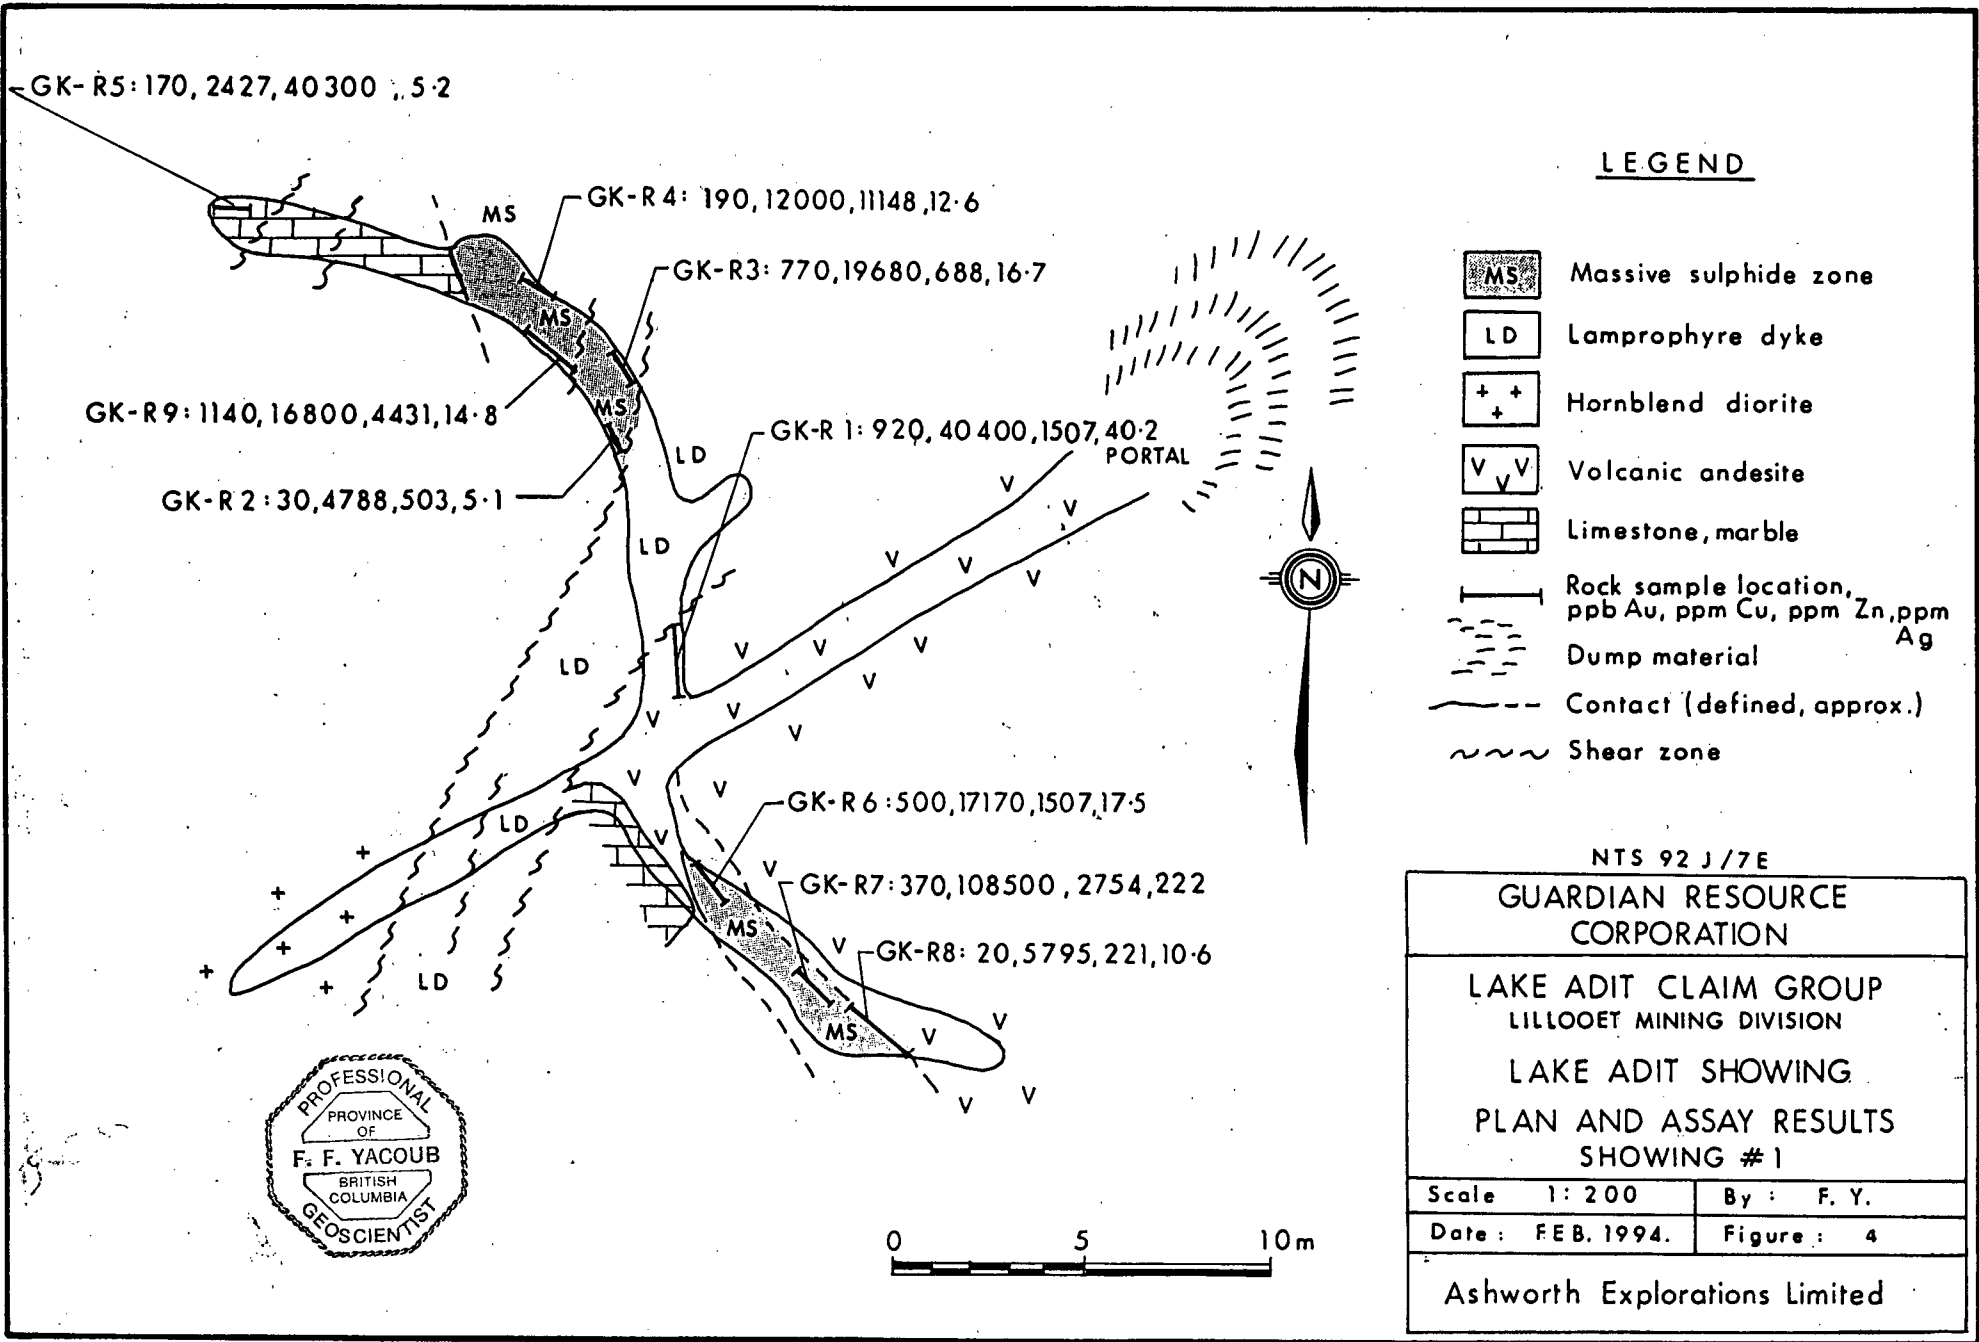 GK-R5:170, 2427, 40300, 5·2
MS
GK-R4: 190, 12000, 11148, 12·6
GK-R3: 770, 19680, 688, 16·7
MS
MS
GK-R9: 1140, 16800, 4431, 14·8
GK-R1: 920, 40400, 1507, 40·2
PORTAL
LD
GK-R2: 30, 4788, 503, 5·1
LD
LD
GK-R6: 500, 17170, 1507, 17·5
LD
GK-R7: 370, 108500, 2754, 222
MS
GK-R8: 20, 5795, 221, 10·6
LD
MS
LEGEND
MS Massive sulphide zone
LD Lamprophyre dyke
Hornblend diorite
V V V Volcanic andesite
Limestone, marble
Rock sample location,
ppb Au, ppm Cu, ppm Zn, ppm
Ag
Dump material
Contact (defined, approx.)
Shear zone
N
NTS 92 J/7E
GUARDIAN RESOURCE
CORPORATION
LAKE ADIT CLAIM GROUP
LILLOOET MINING DIVISION
LAKE ADIT SHOWING
PLAN AND ASSAY RESULTS
SHOWING #1
Scale 1:200 By: F. Y.
Date: FEB. 1994. Figure: 4
Ashworth Explorations Limited
PROFESSIONAL
PROVINCE
OF
F. F. YACOUB
BRITISH
COLUMBIA
GEOSCIENTIST
0 5 10m